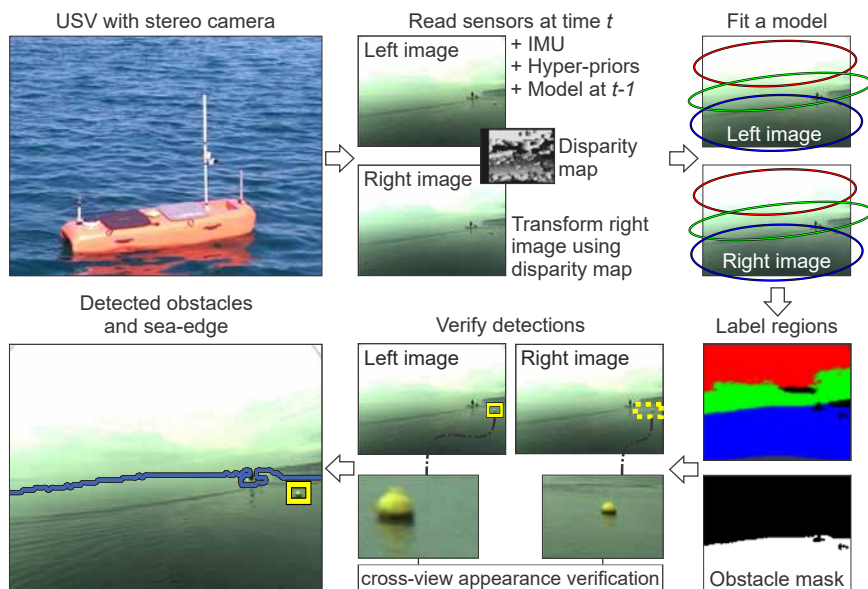 USV with stereo camera
Read sensors at time t
Left image
+ IMU
+ Hyper-priors
+ Model at t-1
Disparity
map
Right image
Transform right
image using
disparity map
Fit a model
Left image
Right image
Label regions
Obstacle mask
Verify detections
Left image
Right image
cross-view appearance verification
Detected obstacles
and sea-edge